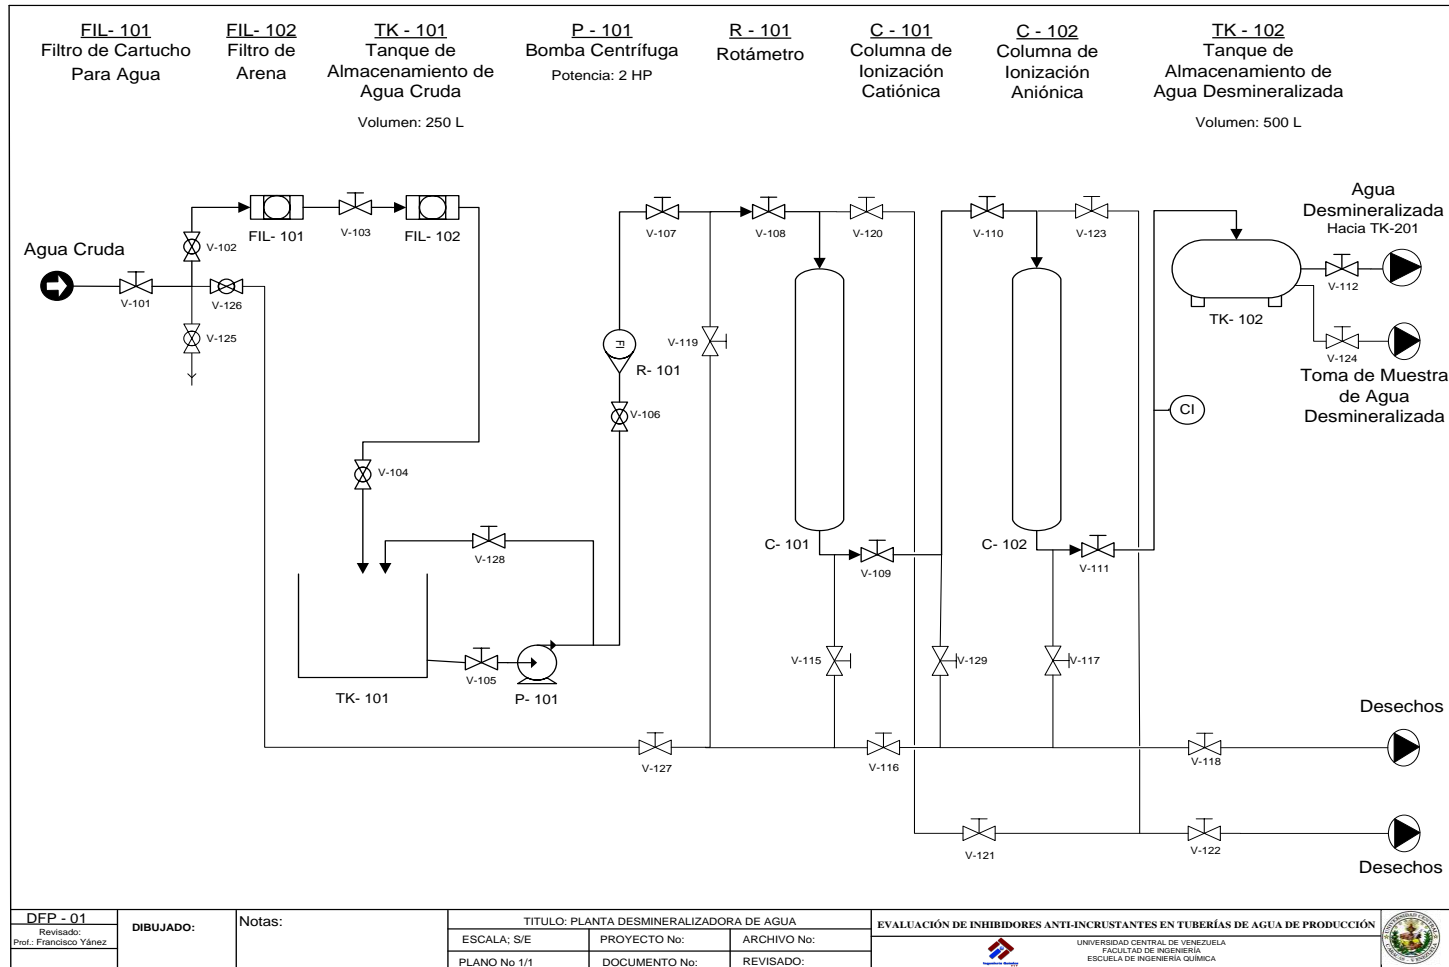 FIL- 101
Filtro de Cartucho
Para Agua
FIL- 102
Filtro de
Arena
TK - 101
Tanque de
Almacenamiento de
Agua Cruda
Volumen: 250 L
P - 101
Bomba Centrífuga
Potencia: 2 HP
R - 101
Rotámetro
C - 101
Columna de
Ionización
Catiónica
C - 102
Columna de
Ionización
Aniónica
TK - 102
Tanque de
Almacenamiento de
Agua Desmineralizada
Volumen: 500 L
Agua Cruda
V-101
V-102
V-126
V-125
FIL- 101
V-103
FIL- 102
V-104
V-128
TK- 101
V-105
P- 101
V-106
FI
R- 101
V-107
V-119
V-108
V-120
C- 101
V-109
V-110
V-123
C- 102
V-111
CI
TK- 102
Agua
Desmineralizada
Hacia TK-201
V-112
V-124
Toma de Muestra
de Agua
Desmineralizada
V-115
V-129
V-117
V-127
V-116
V-118
Desechos
V-121
V-122
Desechos
DFP - 01
Revisado:
Prof.: Francisco Yánez
DIBUJADO:
Notas:
TITULO: PLANTA DESMINERALIZADORA DE AGUA
ESCALA; S/E
PROYECTO No:
ARCHIVO No:
PLANO No 1/1
DOCUMENTO No:
REVISADO:
EVALUACIÓN DE INHIBIDORES ANTI-INCRUSTANTES EN TUBERÍAS DE AGUA DE PRODUCCIÓN
UNIVERSIDAD CENTRAL DE VENEZUELA
FACULTAD DE INGENIERÍA
ESCUELA DE INGENIERÍA QUÍMICA